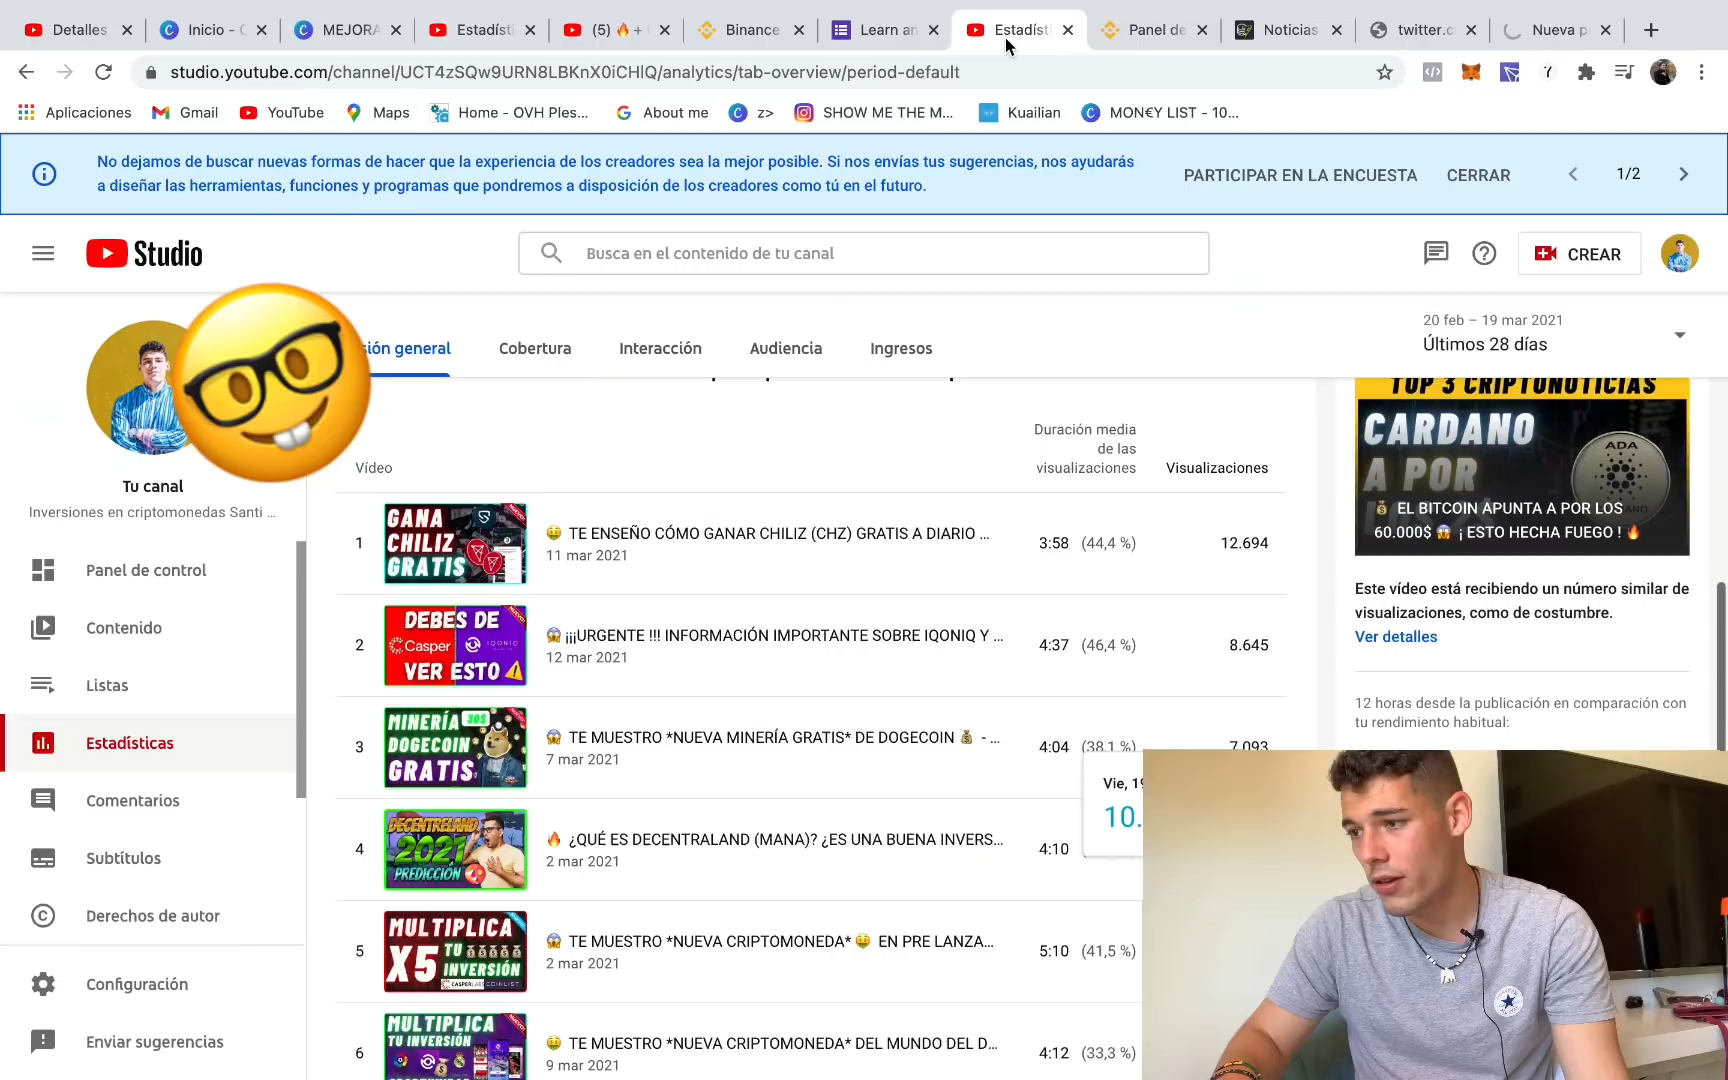 Detalles
Inicio - C
MEJORA
Estadíst
(5) 🔥 +
Binance
Learn an
Estadísti
Panel de
Noticias
twitter.c
Nueva p
studio.youtube.com/channel/UCT4zSQw9URN8LBKnX0iCHlQ/analytics/tab-overview/period-default
Aplicaciones
Gmail
YouTube
Maps
Home - OVH Ples...
About me
z>
SHOW ME THE M...
Kuailian
MON€Y LIST - 10...
No dejamos de buscar nuevas formas de hacer que la experiencia de los creadores sea la mejor posible. Si nos envías tus sugerencias, nos ayudarás
a diseñar las herramientas, funciones y programas que pondremos a disposición de los creadores como tú en el futuro.
PARTICIPAR EN LA ENCUESTA
CERRAR
1/2
Studio
Busca en el contenido de tu canal
CREAR
sión general
Cobertura
Interacción
Audiencia
Ingresos
20 feb – 19 mar 2021
Últimos 28 días
Tu canal
Inversiones en criptomonedas Santi ...
Panel de control
Contenido
Listas
Estadísticas
Comentarios
Subtítulos
Derechos de autor
Configuración
Enviar sugerencias
Vídeo
Duración media
de las
visualizaciones
Visualizaciones
1
GANA
CHILIZ
GRATIS
🤑 TE ENSEÑO CÓMO GANAR CHILIZ (CHZ) GRATIS A DIARIO ...
11 mar 2021
3:58 (44,4 %)
12.694
2
DEBES DE
Casper
IQONIQ
VER ESTO ⚠
😱 ¡¡¡URGENTE !!! INFORMACIÓN IMPORTANTE SOBRE IQONIQ Y ...
12 mar 2021
4:37 (46,4 %)
8.645
3
MINERÍA 30$
DOGECOIN
GRATIS
😱 TE MUESTRO *NUEVA MINERÍA GRATIS* DE DOGECOIN 💰 - ...
7 mar 2021
4:04 (38,1 %)
7.093
4
DECENTRELAND
2021
PREDICCIÓN
🔥 ¿QUÉ ES DECENTRALAND (MANA)? ¿ES UNA BUENA INVERS...
2 mar 2021
4:10
5
MULTIPLICA
X5 TU
INVERSIÓN
CASPERLABS COINLIST
😱 TE MUESTRO *NUEVA CRIPTOMONEDA* 🤑 EN PRE LANZA...
2 mar 2021
5:10 (41,5 %)
6
MULTIPLICA
TU INVERSIÓN
🤑 TE MUESTRO *NUEVA CRIPTOMONEDA* DEL MUNDO DEL D...
9 mar 2021
4:12 (33,3 %)
TOP 3 CRIPTONOTICIAS
CARDANO
A POR
ADA
💰 EL BITCOIN APUNTA A POR LOS
60.000$ 😱 ¡ ESTO HECHA FUEGO ! 🔥
Este vídeo está recibiendo un número similar de
visualizaciones, como de costumbre.
Ver detalles
12 horas desde la publicación en comparación con
tu rendimiento habitual:
Vie, 19
10.